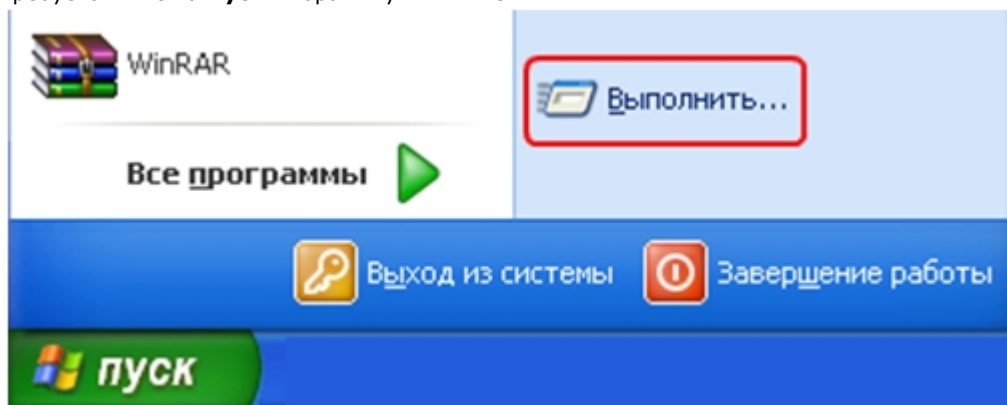 WinRAR
Выполнить...
Все программы
Выход из системы
Завершение работы
пуск